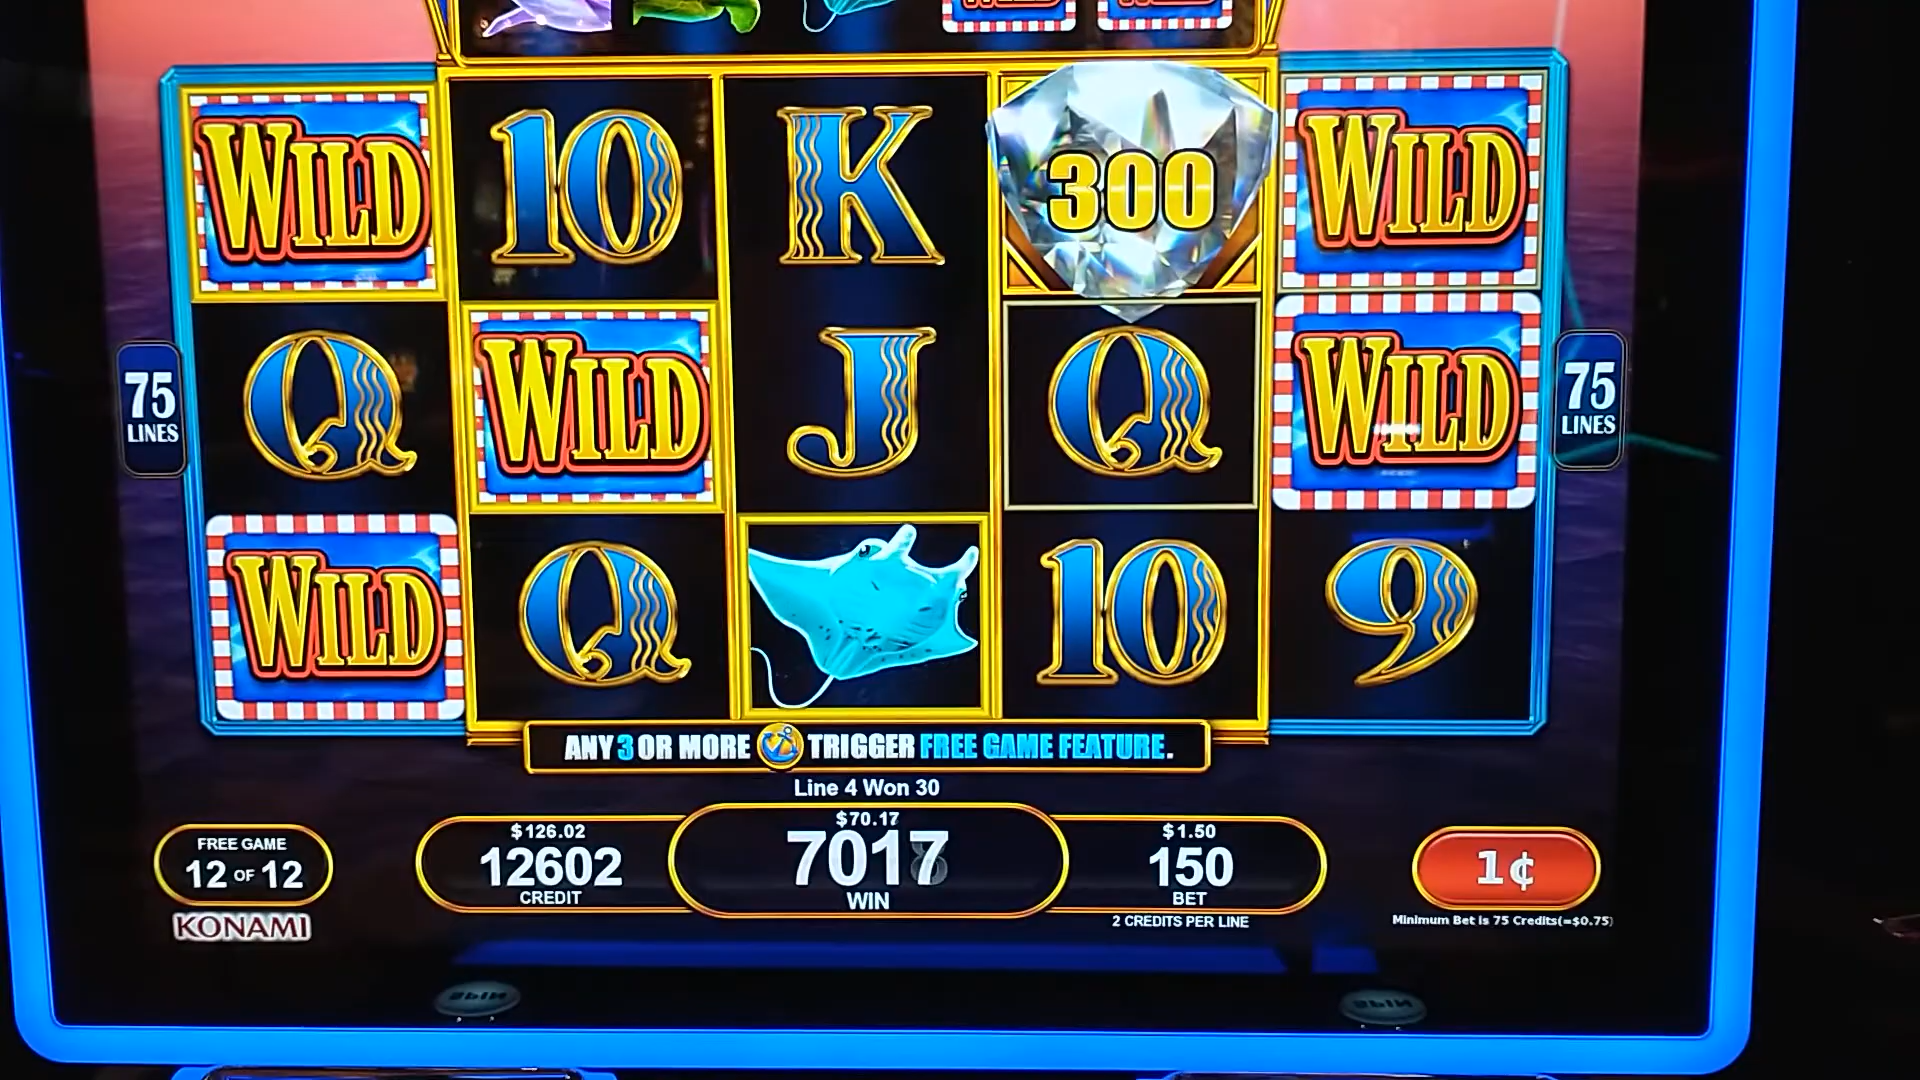 WILD
10
K
300
WILD
Q
WILD
J
Q
WILD
75
LINES
75
LINES
WILD
Q
10
9
ANY 3 OR MORE TRIGGER FREE GAME FEATURE.
Line 4 Won 30
FREE GAME
12 OF 12
$126.02
12602
CREDIT
$70.17
7017
WIN
$1.50
150
BET
2 CREDITS PER LINE
1¢
Minimum Bet is 75 Credits(=$0.75)
KONAMI